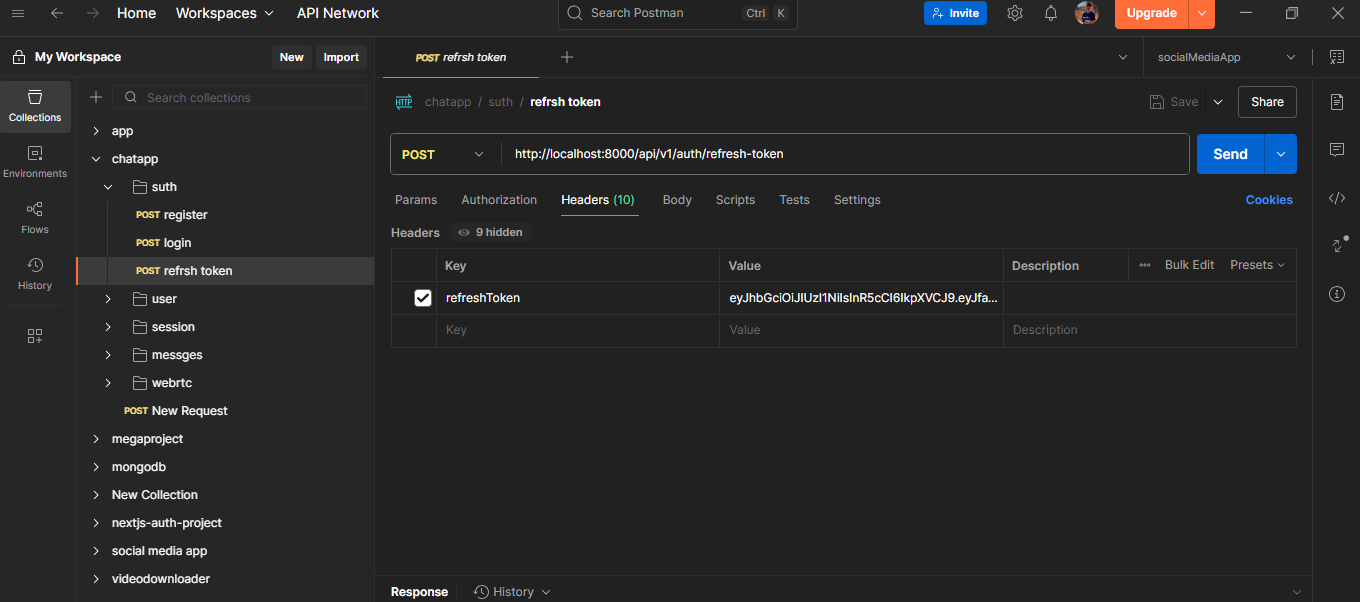 Home Workspaces API Network Search Postman Ctrl K Invite Upgrade
My Workspace New Import POST refrsh token socialMediaApp
Search collections
Collections
Environments
Flows
History
app
chatapp
suth
POST register
POST login
POST refrsh token
user
session
messges
webrtc
POST New Request
megaproject
mongodb
New Collection
nextjs-auth-project
social media app
videodownloader
HTTP chatapp / suth / refrsh token Save Share
POST http://localhost:8000/api/v1/auth/refresh-token Send
Params Authorization Headers (10) Body Scripts Tests Settings Cookies
Headers 9 hidden
Key Value Description Bulk Edit Presets
refreshToken eyJhbGciOiJIUzI1NiIsInR5cCI6IkpXVCJ9.eyJfa...
Key Value Description
Response History